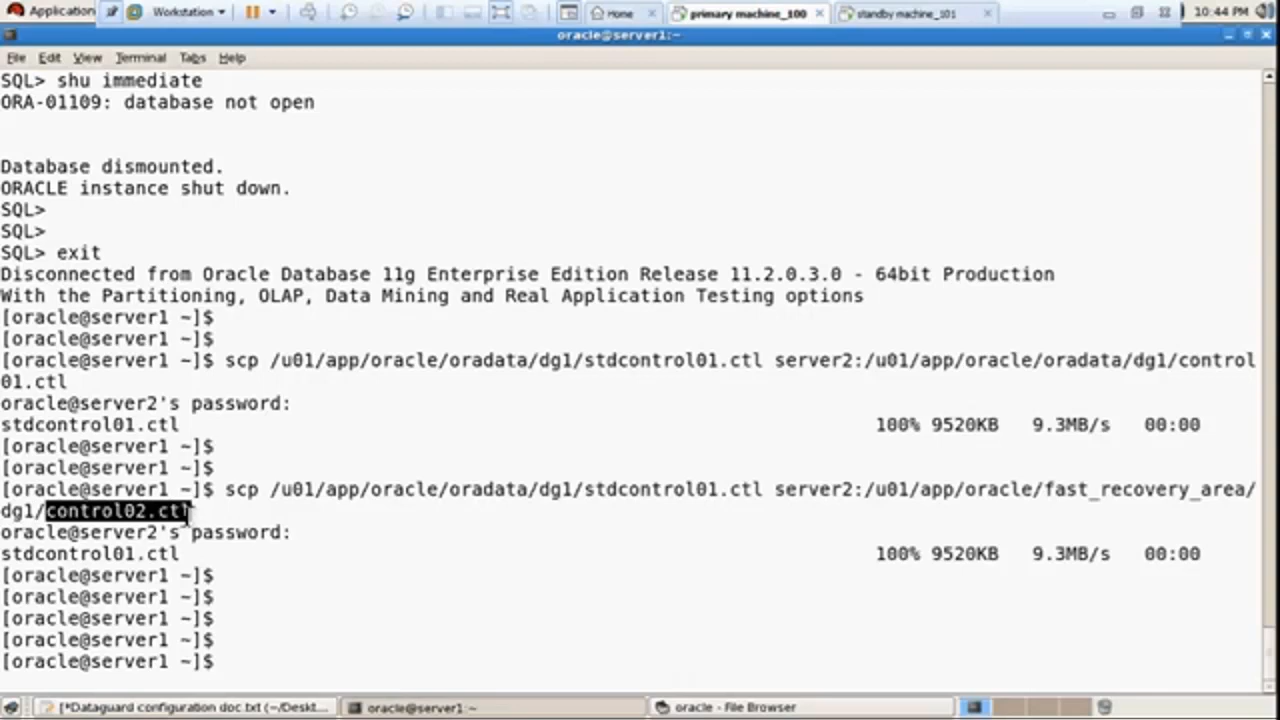 Application Workstation Home primary machine_100 standby machine_101 10:44 PM
oracle@server1:~
File Edit View Terminal Tabs Help
SQL> shu immediate
ORA-01109: database not open
Database dismounted.
ORACLE instance shut down.
SQL>
SQL>
SQL> exit
Disconnected from Oracle Database 11g Enterprise Edition Release 11.2.0.3.0 - 64bit Production
With the Partitioning, OLAP, Data Mining and Real Application Testing options
[oracle@server1 ~]$
[oracle@server1 ~]$
[oracle@server1 ~]$ scp /u01/app/oracle/oradata/dg1/stdcontrol01.ctl server2:/u01/app/oracle/oradata/dg1/control
01.ctl
oracle@server2's password:
stdcontrol01.ctl 100% 9520KB 9.3MB/s 00:00
[oracle@server1 ~]$
[oracle@server1 ~]$
[oracle@server1 ~]$ scp /u01/app/oracle/oradata/dg1/stdcontrol01.ctl server2:/u01/app/oracle/fast_recovery_area/
dg1/control02.ctl
oracle@server2's password:
stdcontrol01.ctl 100% 9520KB 9.3MB/s 00:00
[oracle@server1 ~]$
[oracle@server1 ~]$
[oracle@server1 ~]$
[oracle@server1 ~]$
[oracle@server1 ~]$
[*Dataguard configuration doc.txt (~/Deskt... oracle@server1:~ oracle - File Browser